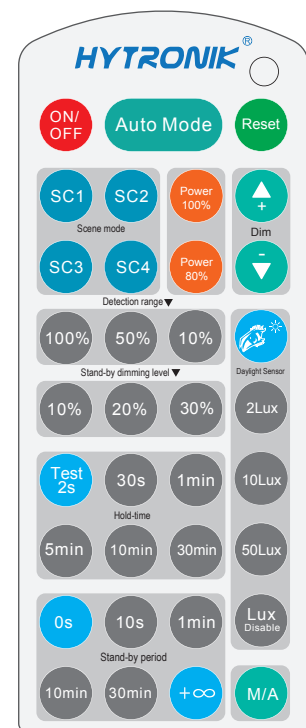 HYTRONIK®
ON/
OFF
Auto Mode
Reset
SC1
SC2
Power
100%
+
Scene mode
Dim
SC3
SC4
Power
80%
-
Detection range▼
100%
50%
10%
Stand-by dimming level ▼
Daylight Sensor
10%
20%
30%
2Lux
Test
2s
30s
1min
10Lux
Hold-time
5min
10min
30min
50Lux
0s
10s
1min
Lux
Disable
Stand-by period
10min
30min
+∞
M/A